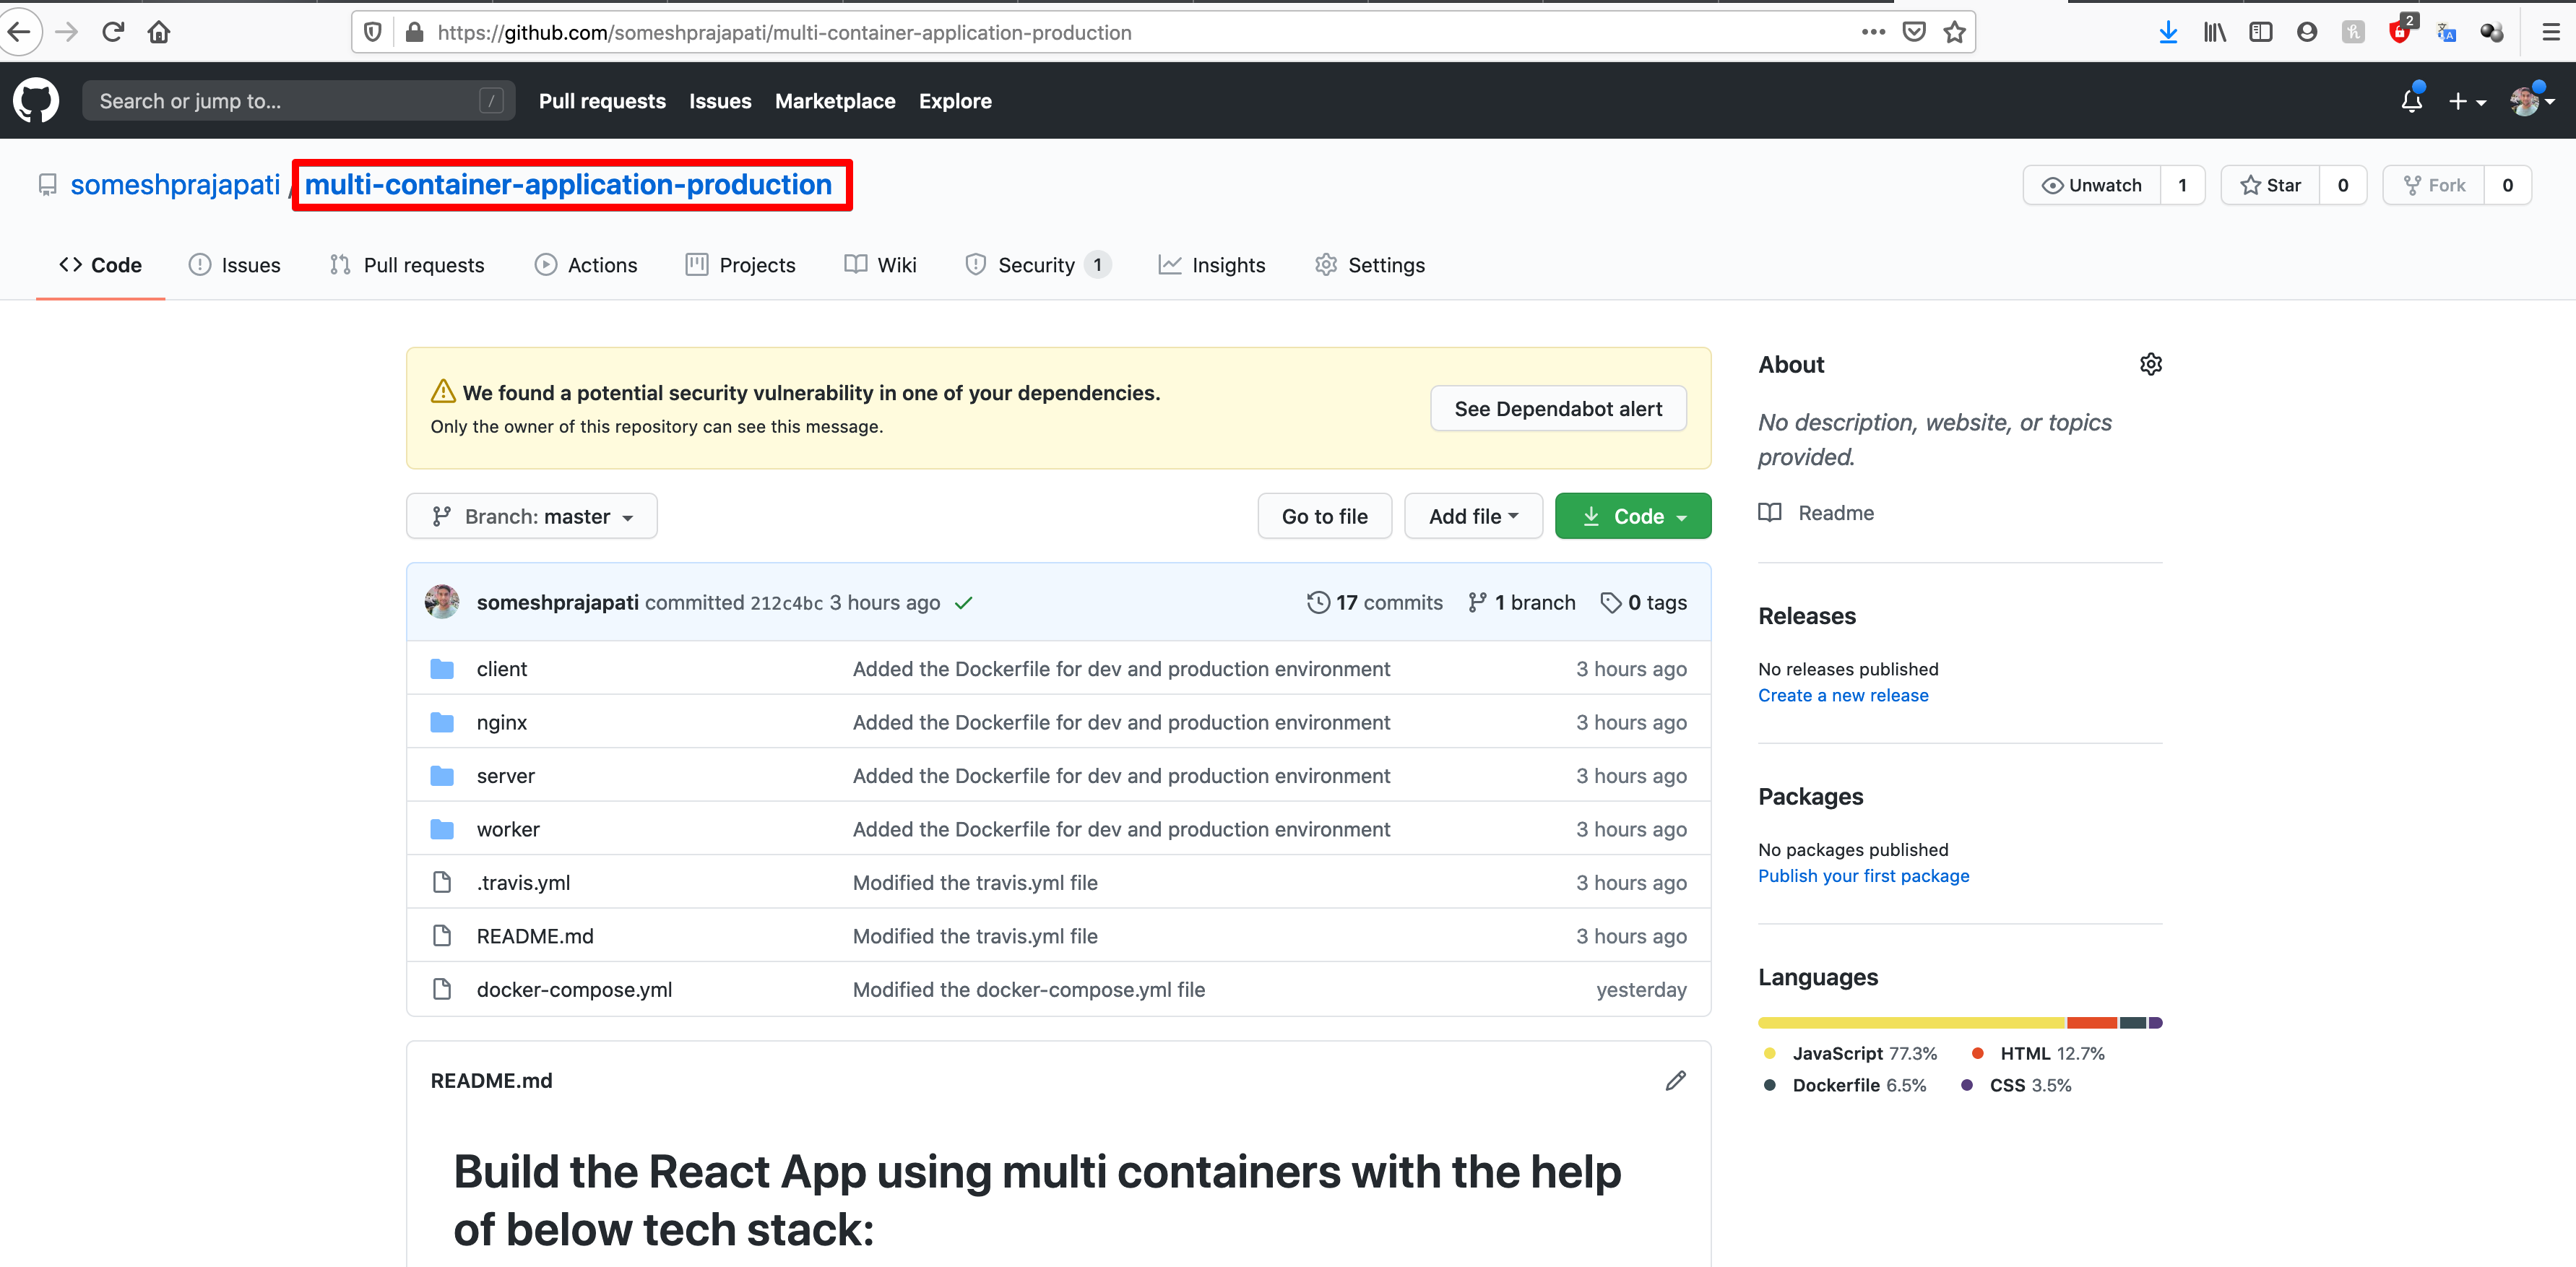 https://github.com/someshprajapati/multi-container-application-production
2
Search or jump to... /
Pull requests Issues Marketplace Explore
someshprajapati / multi-container-application-production
Unwatch 1 Star 0 Fork 0
Code Issues Pull requests Actions Projects Wiki Security 1 Insights Settings
We found a potential security vulnerability in one of your dependencies.
Only the owner of this repository can see this message.
See Dependabot alert
Branch: master Go to file Add file Code
someshprajapati committed 212c4bc 3 hours ago 17 commits 1 branch 0 tags
client Added the Dockerfile for dev and production environment 3 hours ago
nginx Added the Dockerfile for dev and production environment 3 hours ago
server Added the Dockerfile for dev and production environment 3 hours ago
worker Added the Dockerfile for dev and production environment 3 hours ago
.travis.yml Modified the travis.yml file 3 hours ago
README.md Modified the travis.yml file 3 hours ago
docker-compose.yml Modified the docker-compose.yml file yesterday
README.md
Build the React App using multi containers with the help
of below tech stack:
About
No description, website, or topics
provided.
Readme
Releases
No releases published
Create a new release
Packages
No packages published
Publish your first package
Languages
JavaScript 77.3% HTML 12.7%
Dockerfile 6.5% CSS 3.5%